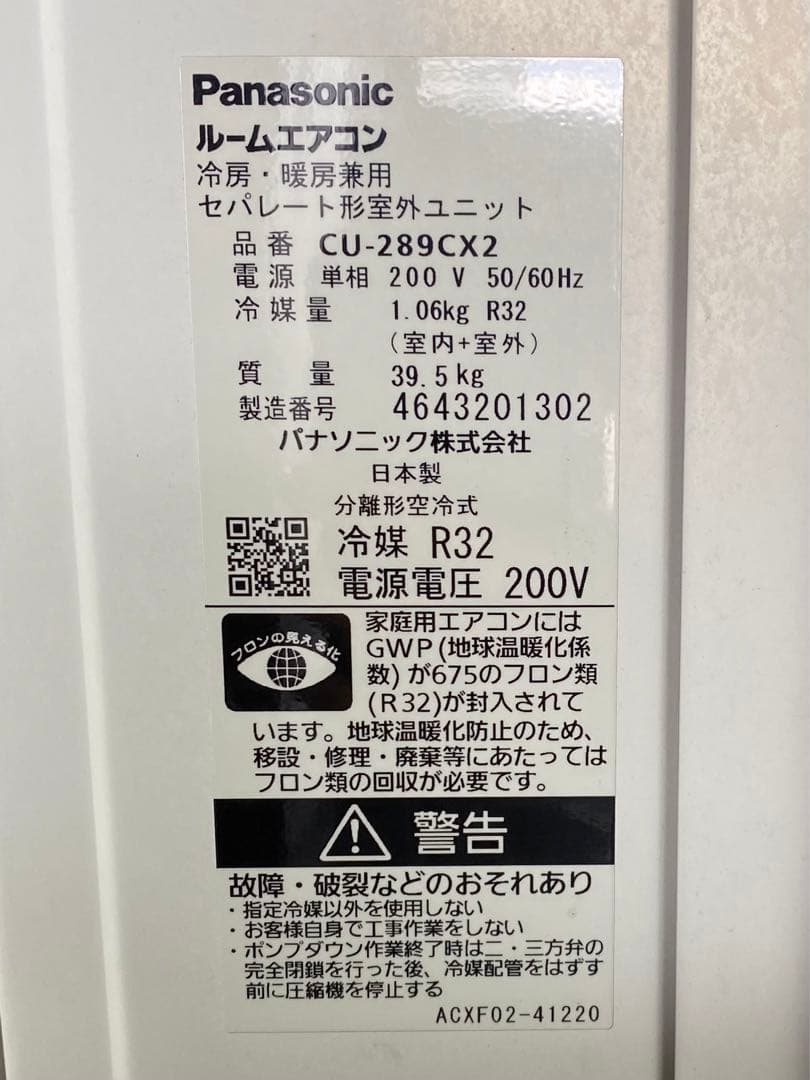 Panasonic
ルームエアコン
冷房・暖房兼用
セパレート形室外ユニット
品番 CU-289CX2
電源 単相 200 V 50/60Hz
冷媒量 1.06kg R32
(室内+室外)
質量 39.5kg
製造番号 4643201302
パナソニック株式会社
日本製
分離形空冷式
冷媒 R32
電源電圧 200V
フロンの見える化
家庭用エアコンには
GWP(地球温暖化係
数)が675のフロン類
(R32)が封入されて
います。地球温暖化防止のため、
移設・修理・廃棄等にあたっては
フロン類の回収が必要です。
警告
故障・破裂などのおそれあり
・指定冷媒以外を使用しない
・お客様自身で工事作業をしない
・ポンプダウン作業終了時は二・三方弁の
完全閉鎖を行った後、冷媒配管をはずす
前に圧縮機を停止する
ACXF02-41220